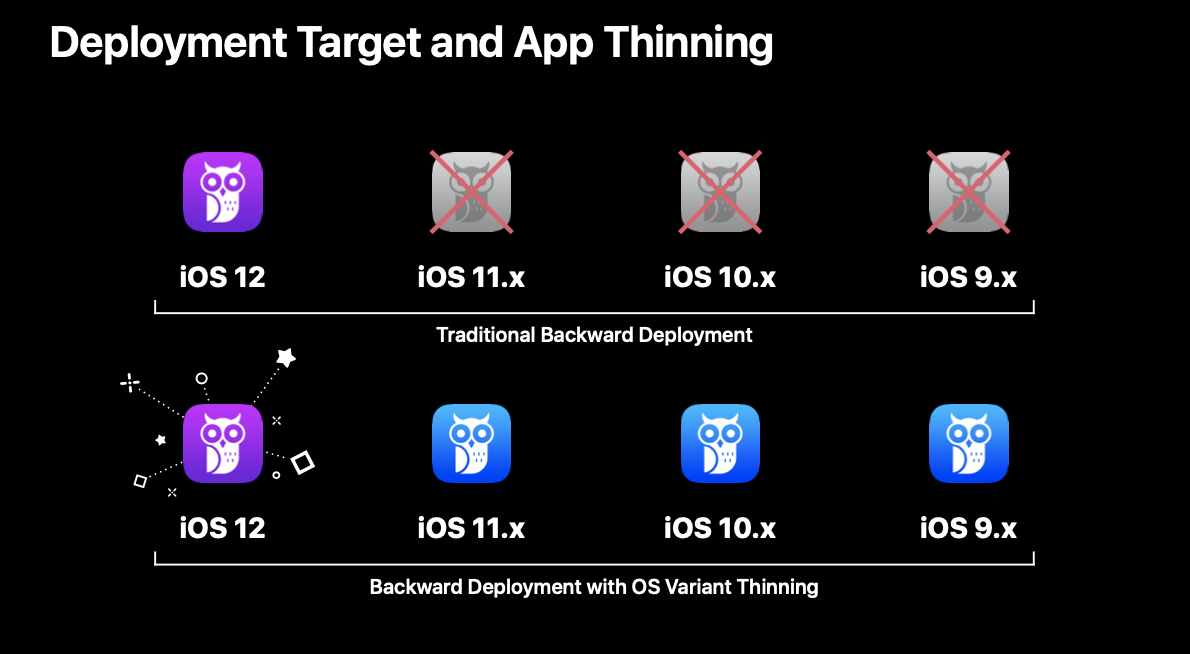 Deployment Target and App Thinning
iOS 12
iOS 11.x
iOS 10.x
iOS 9.x
Traditional Backward Deployment
iOS 12
iOS 11.x
iOS 10.x
iOS 9.x
Backward Deployment with OS Variant Thinning